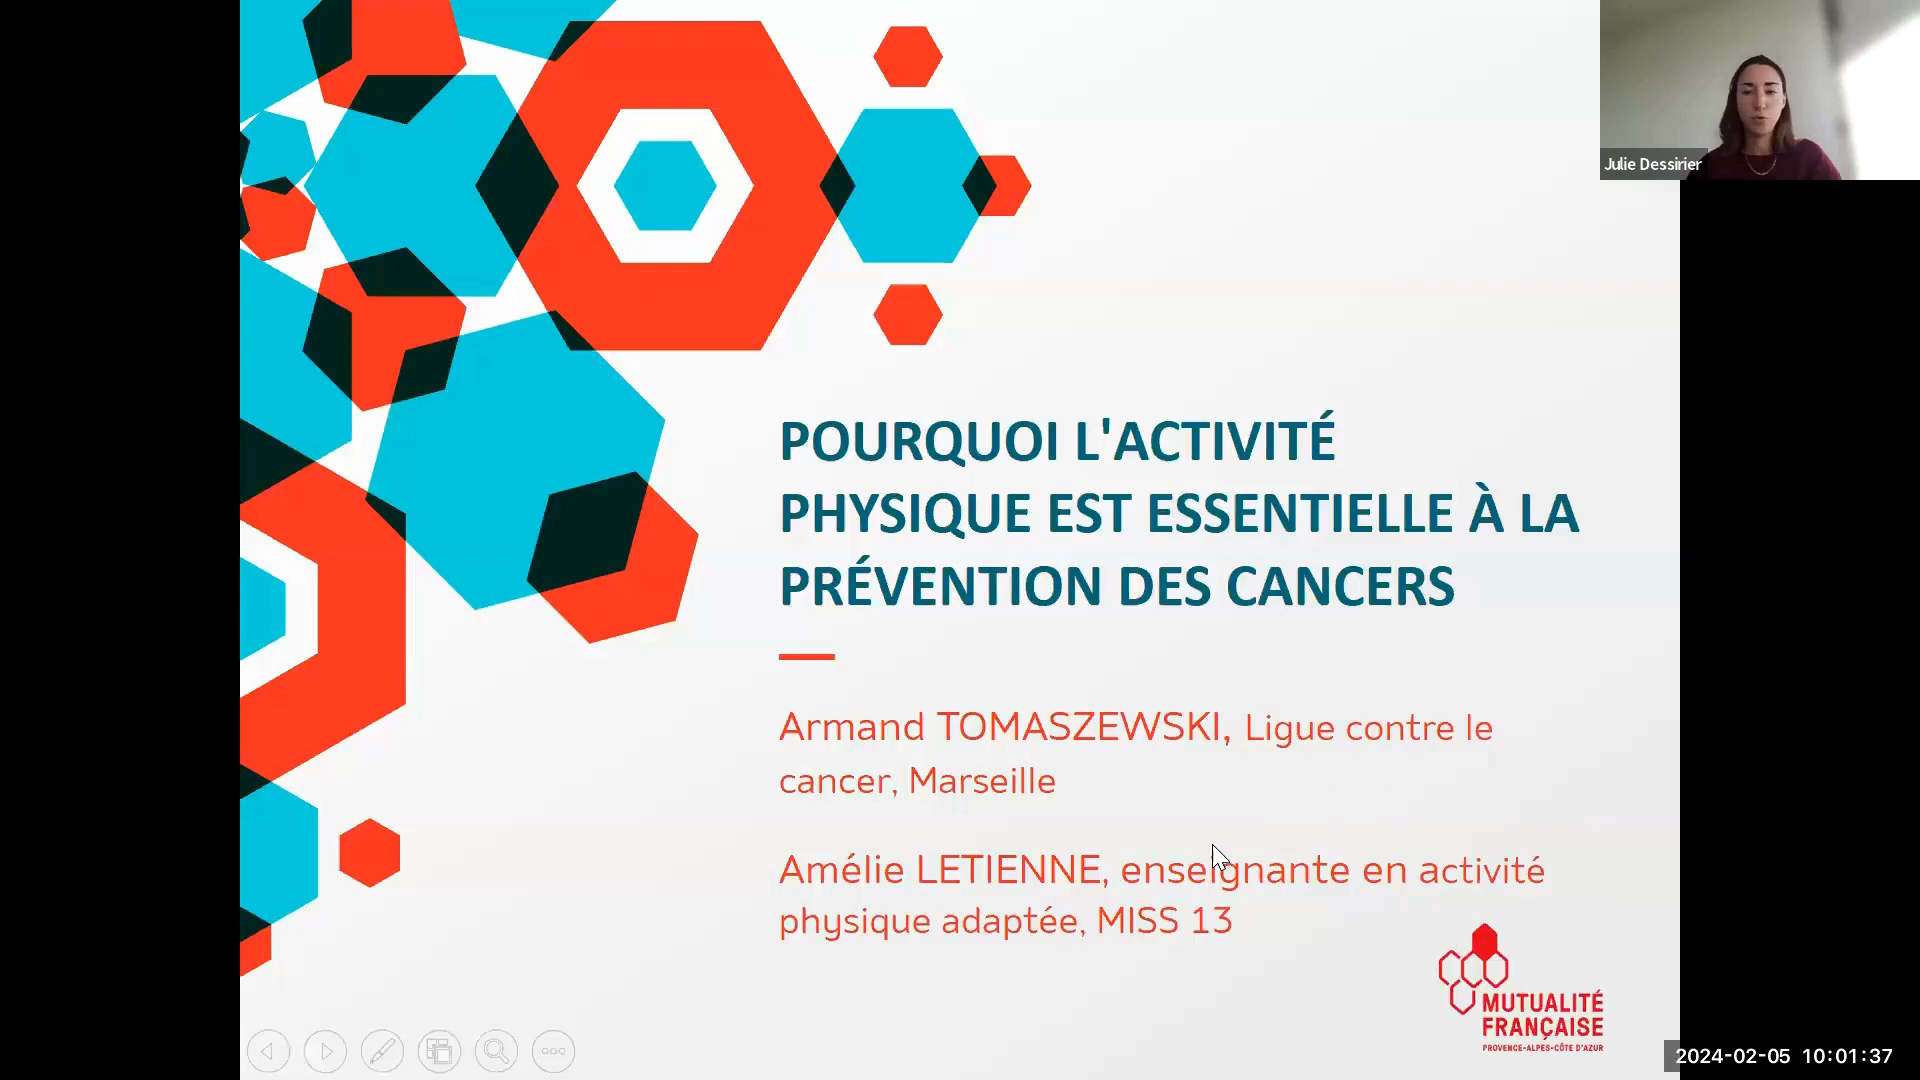 Julie Dessirier
POURQUOI L'ACTIVITÉ
PHYSIQUE EST ESSENTIELLE À LA
PRÉVENTION DES CANCERS
Armand TOMASZEWSKI, Ligue contre le
cancer, Marseille
Amélie LETIENNE, enseignante en activité
physique adaptée, MISS 13
MUTUALITÉ
FRANÇAISE
PROVENCE-ALPES-CÔTE D'AZUR
2024-02-05 10:01:37